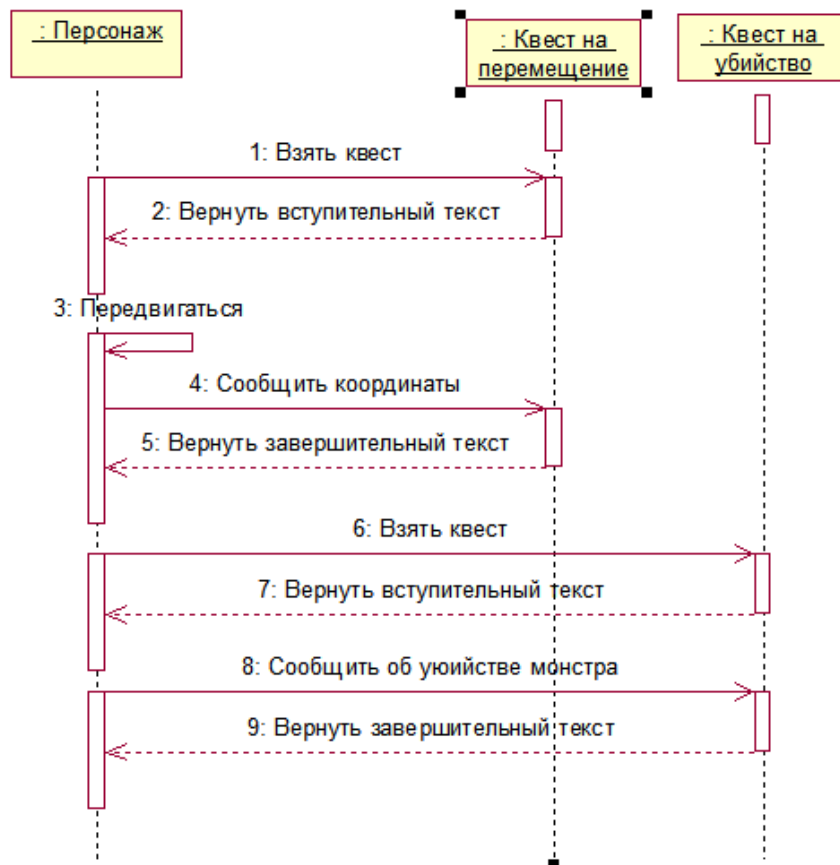 : Персонаж
: Квест на
перемещение
: Квест на
убийство
1: Взять квест
2: Вернуть вступительный текст
3: Передвигаться
4: Сообщить координаты
5: Вернуть завершительный текст
6: Взять квест
7: Вернуть вступительный текст
8: Сообщить об уюийстве монстра
9: Вернуть завершительный текст